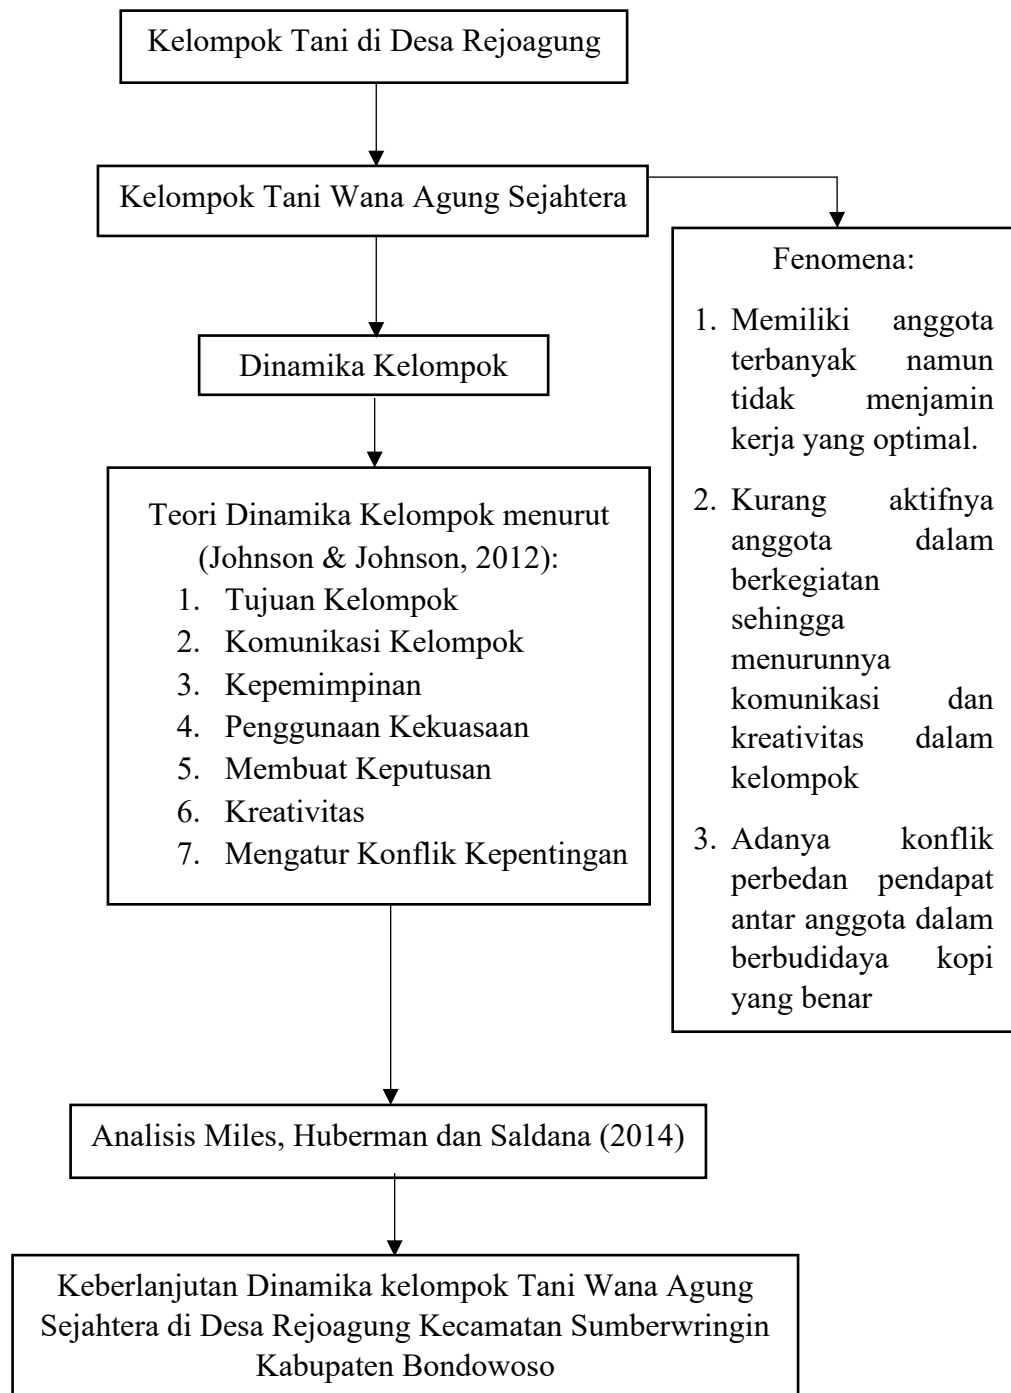 Kelompok Tani di Desa Rejoagung
Kelompok Tani Wana Agung Sejahtera
Dinamika Kelompok
Teori Dinamika Kelompok menurut
(Johnson & Johnson, 2012):
1. Tujuan Kelompok
2. Komunikasi Kelompok
3. Kepemimpinan
4. Penggunaan Kekuasaan
5. Membuat Keputusan
6. Kreativitas
7. Mengatur Konflik Kepentingan
Fenomena:
1. Memiliki anggota
terbanyak namun
tidak menjamin
kerja yang optimal.
2. Kurang aktifnya
anggota dalam
berkegiatan
sehingga
menurunnya
komunikasi dan
kreativitas dalam
kelompok
3. Adanya konflik
perbedan pendapat
antar anggota dalam
berbudidaya kopi
yang benar
Analisis Miles, Huberman dan Saldana (2014)
Keberlanjutan Dinamika kelompok Tani Wana Agung
Sejahtera di Desa Rejoagung Kecamatan Sumberwringin
Kabupaten Bondowoso